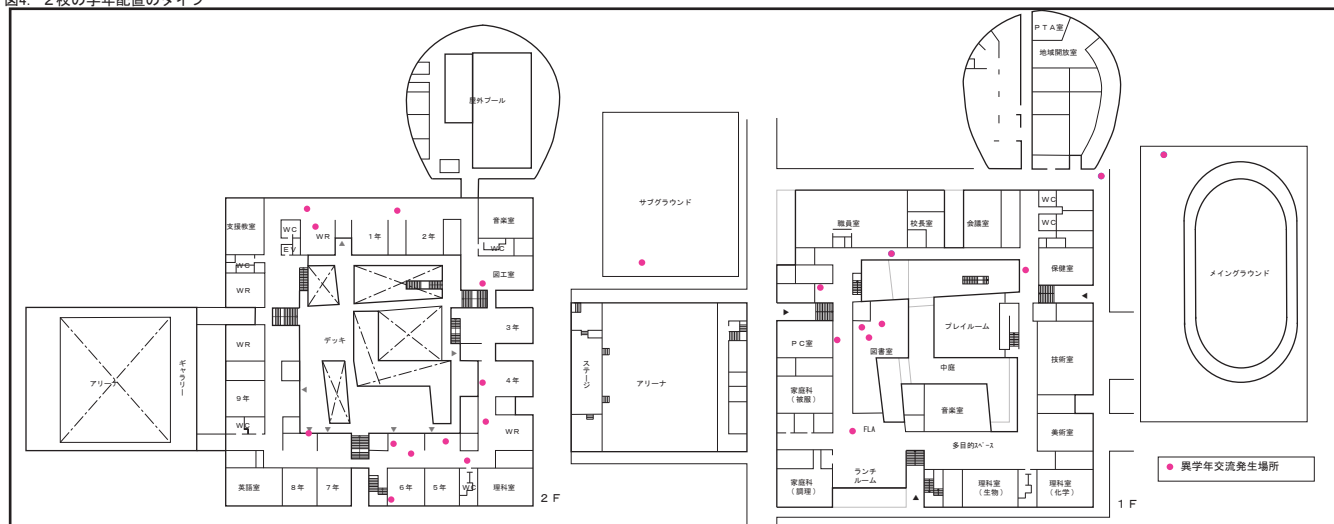 図4. 2校の学年配置のタイプ
屋外プール
支援教室
WC
EV
WR
1年
2年
音楽室
WC
図工室
WC
WR
WR
9年
WC
3年
4年
WR
デッキ
アリーナ
ギャラリー
英語室
8年
7年
6年
5年
WC
理科室
2F
サブグラウンド
ステージ
アリーナ
PTA室
地域開放室
職員室
校長室
会議室
WC
WC
保健室
PC室
図書室
プレイルーム
中庭
技術室
家庭科
(被服)
音楽室
美術室
FLA
多目的スペース
家庭科
(調理)
ランチ
ルーム
理科室
(生物)
理科室
(化学)
1F
メイングラウンド
異学年交流発生場所